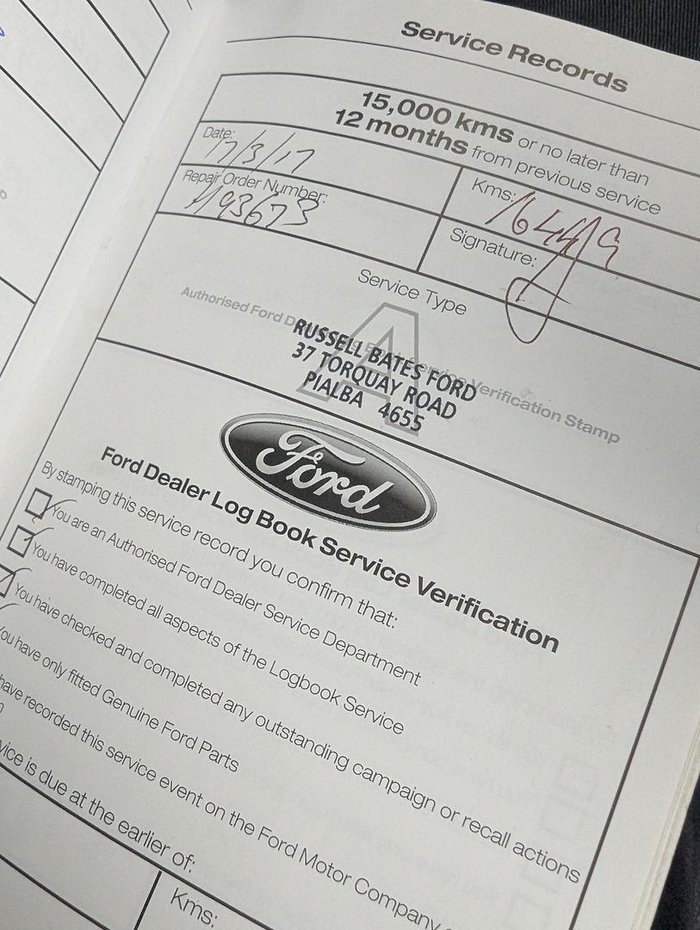 Service Records
15,000 kms or no later than
12 months from previous service
Date: 7/3/17
Kms: 164419
Repair Order Number:
Signature:
Service Type
A
Authorised Ford Verification Stamp
RUSSELL BATES FORD
37 TORQUAY ROAD
PIALBA 4655
Ford
Ford Dealer Log Book Service Verification
By stamping this service record you confirm that:
You are an Authorised Ford Dealer Service Department
You have completed all aspects of the Logbook Service
You have checked and completed any outstanding campaign or recall actions
ou have only fitted Genuine Ford Parts
have recorded this service event on the Ford Motor Company
vice is due at the earlier of:
Kms: